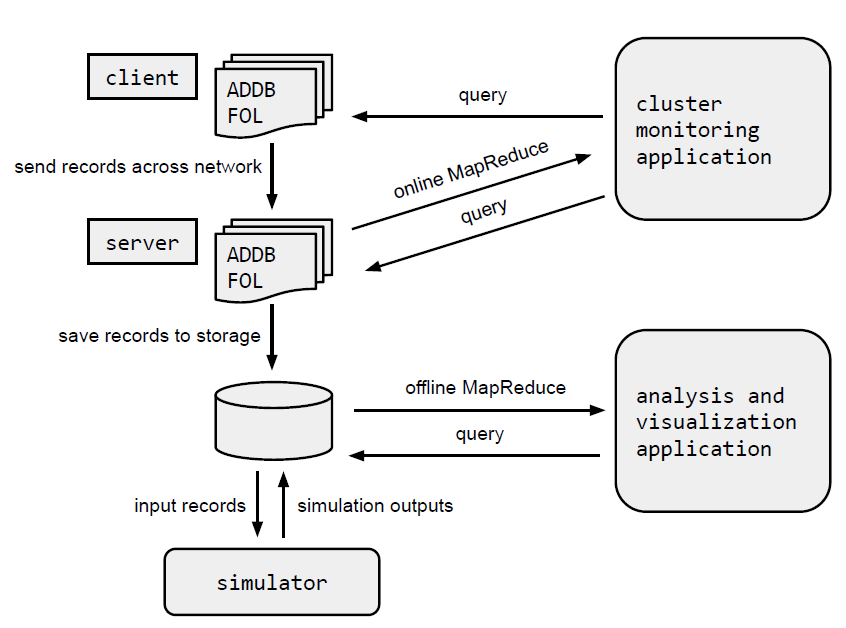 client
ADDB
FOL
query
cluster
monitoring
application
send records across network
online MapReduce
query
server
ADDB
FOL
save records to storage
offline MapReduce
query
analysis and
visualization
application
input records
simulation outputs
simulator